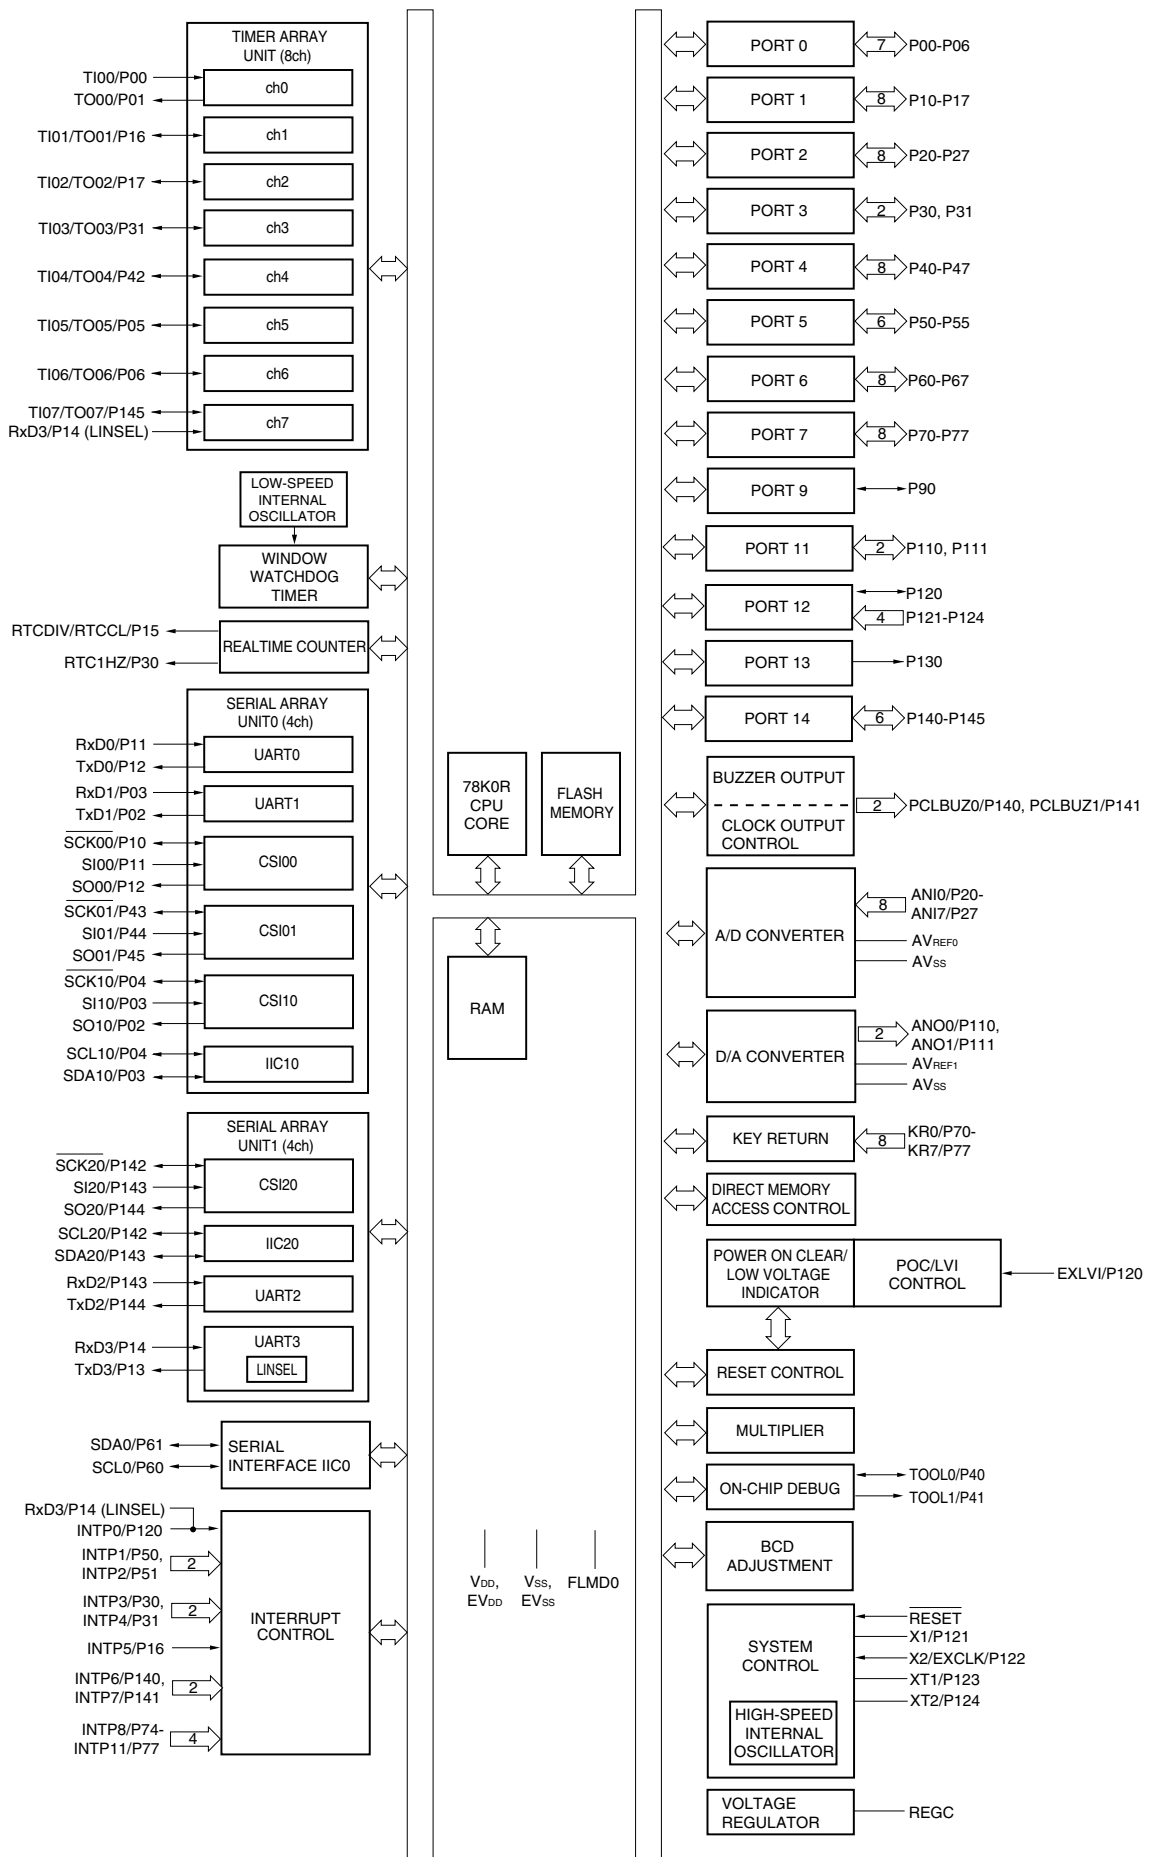 TIMER ARRAY
UNIT (8ch)
TI00/P00
TO00/P01
ch0
TI01/TO01/P16
ch1
TI02/TO02/P17
ch2
TI03/TO03/P31
ch3
TI04/TO04/P42
ch4
TI05/TO05/P05
ch5
TI06/TO06/P06
ch6
TI07/TO07/P145
RxD3/P14 (LINSEL)
ch7
LOW-SPEED
INTERNAL
OSCILLATOR
WINDOW
WATCHDOG
TIMER
RTCDIV/RTCCL/P15
RTC1HZ/P30
REALTIME COUNTER
SERIAL ARRAY
UNIT0 (4ch)
RxD0/P11
TxD0/P12
UART0
RxD1/P03
TxD1/P02
UART1
SCK00/P10
SI00/P11
SO00/P12
CSI00
SCK01/P43
SI01/P44
SO01/P45
CSI01
SCK10/P04
SI10/P03
SO10/P02
CSI10
SCL10/P04
SDA10/P03
IIC10
SERIAL ARRAY
UNIT1 (4ch)
SCK20/P142
SI20/P143
SO20/P144
CSI20
SCL20/P142
SDA20/P143
IIC20
RxD2/P143
TxD2/P144
UART2
RxD3/P14
TxD3/P13
UART3
LINSEL
SDA0/P61
SCL0/P60
SERIAL
INTERFACE IIC0
RxD3/P14 (LINSEL)
INTP0/P120
INTP1/P50,
INTP2/P51
2
INTP3/P30,
INTP4/P31
2
INTP5/P16
INTP6/P140,
INTP7/P141
2
INTP8/P74-
INTP11/P77
4
INTERRUPT
CONTROL
78K0R
CPU
CORE
FLASH
MEMORY
RAM
VDD,
EVDD
VSS,
EVSS
FLMD0
PORT 0
7
P00-P06
PORT 1
8
P10-P17
PORT 2
8
P20-P27
PORT 3
2
P30, P31
PORT 4
8
P40-P47
PORT 5
6
P50-P55
PORT 6
8
P60-P67
PORT 7
8
P70-P77
PORT 9
P90
PORT 11
2
P110, P111
PORT 12
P120
4
P121-P124
PORT 13
P130
PORT 14
6
P140-P145
BUZZER OUTPUT
CLOCK OUTPUT
CONTROL
2
PCLBUZ0/P140, PCLBUZ1/P141
A/D CONVERTER
8
ANI0/P20-
ANI7/P27
AVREF0
AVSS
D/A CONVERTER
2
ANO0/P110,
ANO1/P111
AVREF1
AVSS
KEY RETURN
8
KR0/P70-
KR7/P77
DIRECT MEMORY
ACCESS CONTROL
POWER ON CLEAR/
LOW VOLTAGE
INDICATOR
POC/LVI
CONTROL
EXLVI/P120
RESET CONTROL
MULTIPLIER
ON-CHIP DEBUG
TOOL0/P40
TOOL1/P41
BCD
ADJUSTMENT
SYSTEM
CONTROL
HIGH-SPEED
INTERNAL
OSCILLATOR
RESET
X1/P121
X2/EXCLK/P122
XT1/P123
XT2/P124
VOLTAGE
REGULATOR
REGC